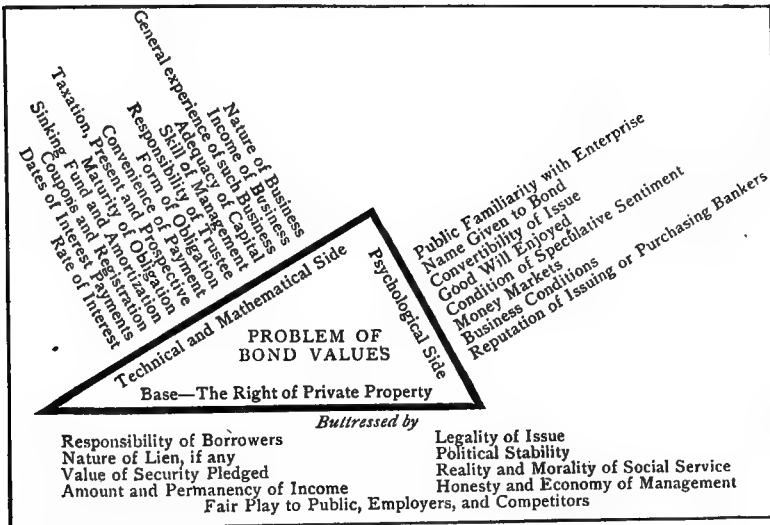 General experience of such Business
Nature of Business
Income of Business
Adequacy of Capital
Skill of Management
Responsibility of Trustee
Form of Obligation
Convenience of Payment
Taxation, Present and Prospective
Maturity of Obligation
Sinking Fund and Amortization
Coupons and Registration
Dates of Interest Payments
Rate of Interest
Public Familiarity with Enterprise
Name Given to Bond
Convertibility of Issue
Good Will Enjoyed
Condition of Speculative Sentiment
Money Markets
Business Conditions
Reputation of Issuing or Purchasing Bankers
Technical and Mathematical Side
Psychological Side
PROBLEM OF
BOND VALUES
Base—The Right of Private Property
Buttressed by
Responsibility of Borrowers
Nature of Lien, if any
Value of Security Pledged
Amount and Permanency of Income
Legality of Issue
Political Stability
Reality and Morality of Social Service
Honesty and Economy of Management
Fair Play to Public, Employers, and Competitors